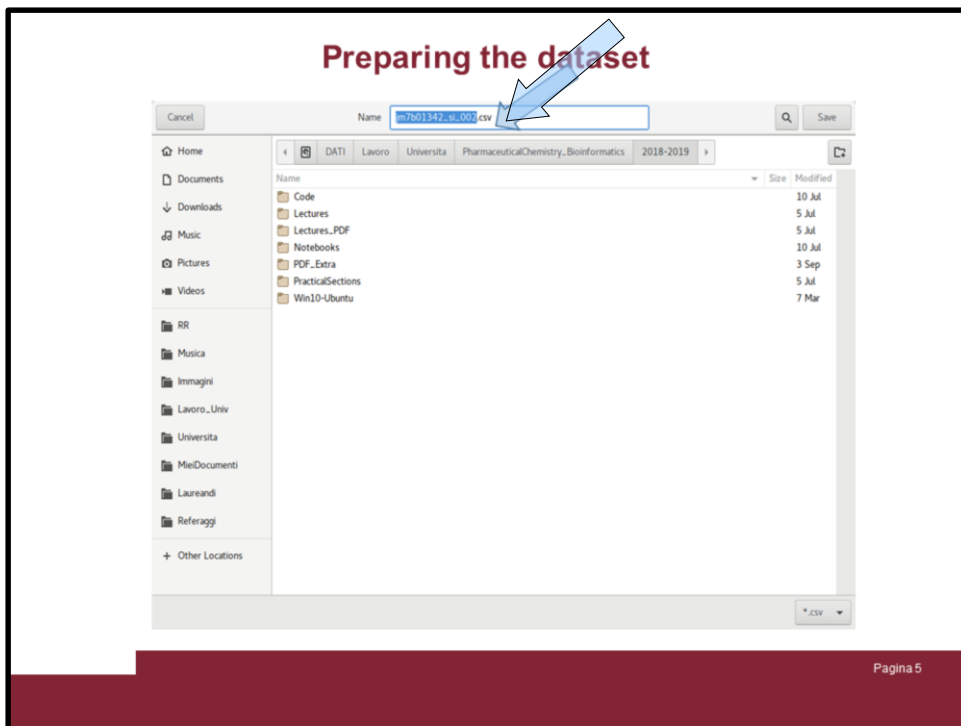 Preparing the dataset
Cancel
Name
jm7b01342_si_002.csv
Save
Home
DATI Lavoro Universita PharmaceuticalChemistry_Bioinformatics 2018-2019
Documents
Downloads
Music
Pictures
Videos
RR
Musica
Immagini
Lavoro_Univ
Universita
MieiDocumenti
Laureandi
Referaggi
+ Other Locations
Name Size Modified
Code 10 Jul
Lectures 5 Jul
Lectures_PDF 5 Jul
Notebooks 10 Jul
PDF_Extra 3 Sep
PracticalSections 5 Jul
Win10-Ubuntu 7 Mar
*.csv
Pagina 5